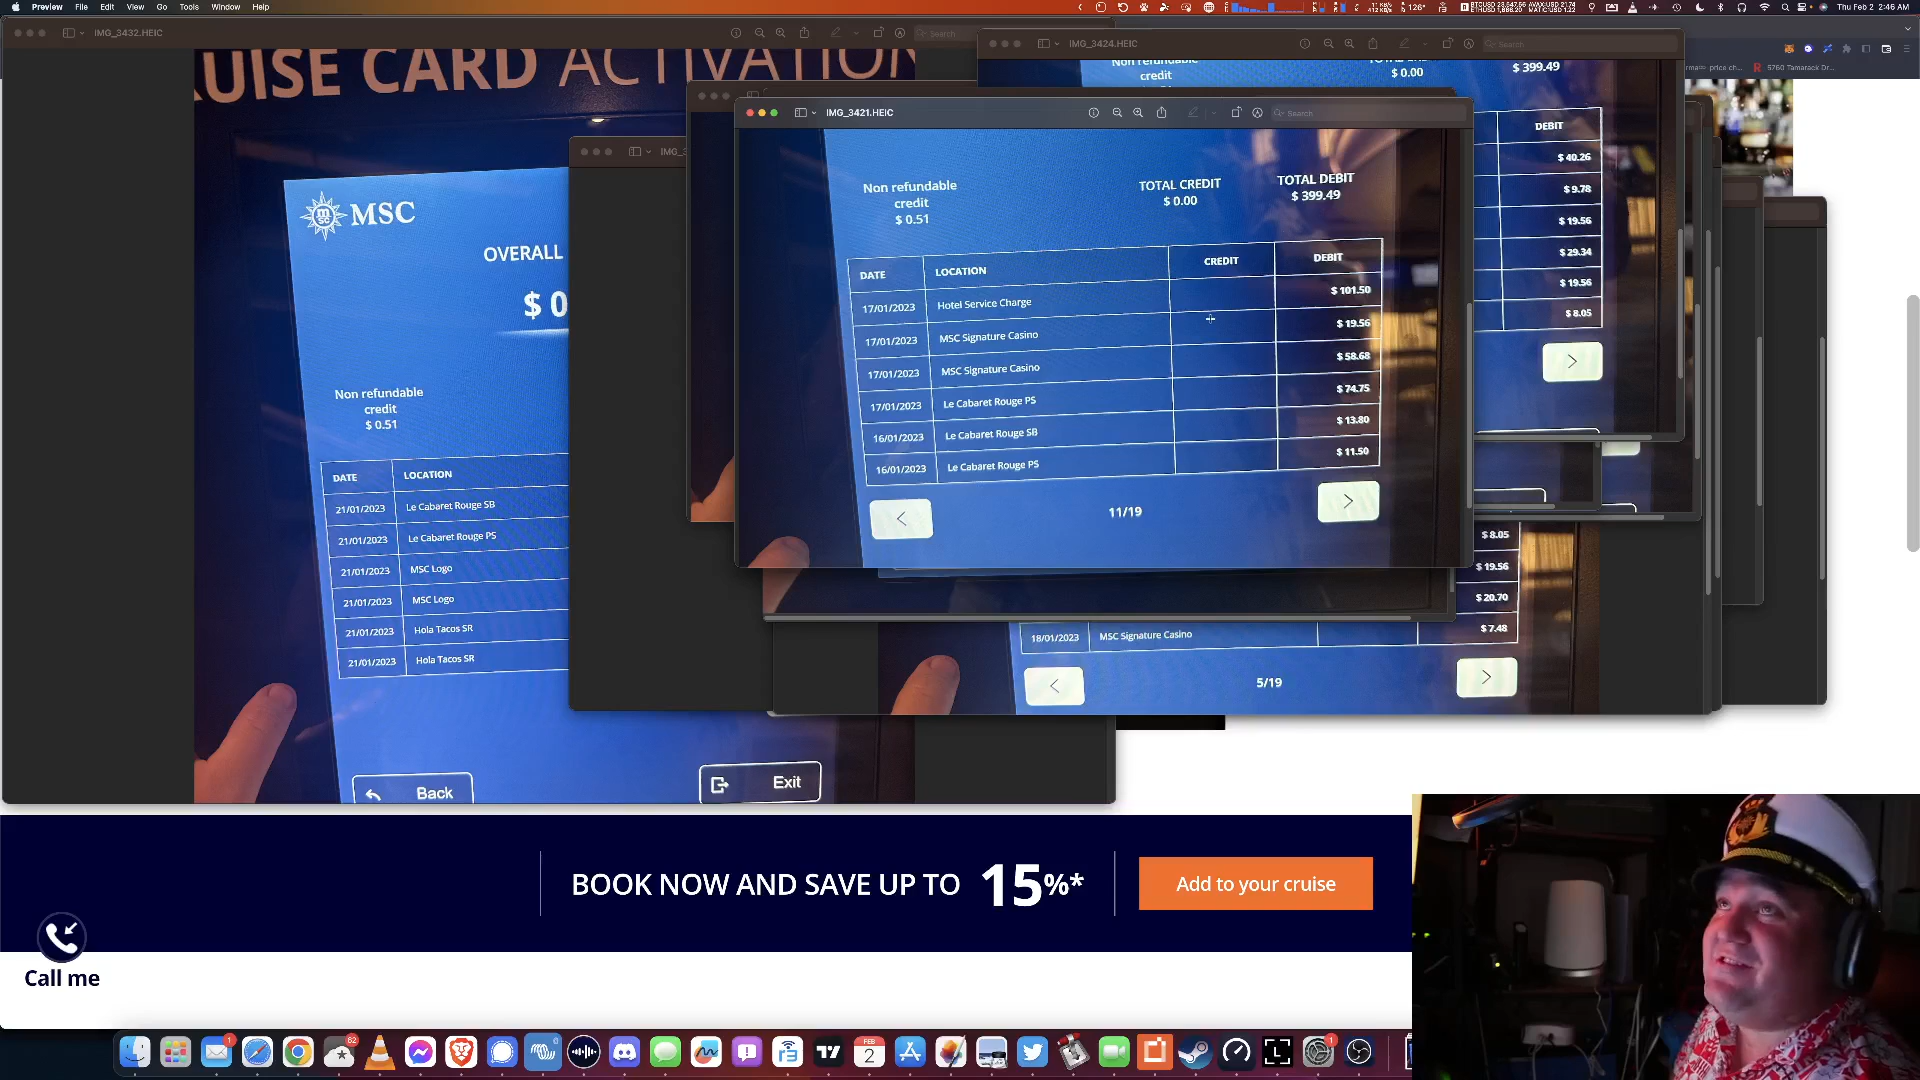 Preview File Edit View Go Tools Window Help
126°
Thu Feb 2 2:46 AM
IMG_3432.HEIC
Search
IMG_3424.HEIC
Search
5760 Tamarack Dr...
UISE CARD ACTIVATION
MSC
OVERALL
$ 0
Non refundable
credit
$ 0.51
DATE LOCATION
21/01/2023 Le Cabaret Rouge SB
21/01/2023 Le Cabaret Rouge PS
21/01/2023 MSC Logo
21/01/2023 MSC Logo
21/01/2023 Hola Tacos SR
21/01/2023 Hola Tacos SR
Back
Exit
Non refundable
credit
$ 0.00
$ 399.49
DEBIT
$ 40.26
$ 9.78
$ 19.56
$ 29.34
$ 19.56
$ 8.05
>
IMG_3421.HEIC
Search
Non refundable
credit
$ 0.51
TOTAL CREDIT
$ 0.00
TOTAL DEBIT
$ 399.49
DATE LOCATION CREDIT DEBIT
17/01/2023 Hotel Service Charge $ 101.50
17/01/2023 MSC Signature Casino $ 19.56
17/01/2023 MSC Signature Casino $ 58.68
17/01/2023 Le Cabaret Rouge PS $ 74.75
16/01/2023 Le Cabaret Rouge SB $ 13.80
16/01/2023 Le Cabaret Rouge PS $ 11.50
< 11/19 >
$ 8.05
$ 19.56
$ 20.70
18/01/2023 MSC Signature Casino $ 7.48
< 5/19 >
BOOK NOW AND SAVE UP TO 15%*
Add to your cruise
Call me